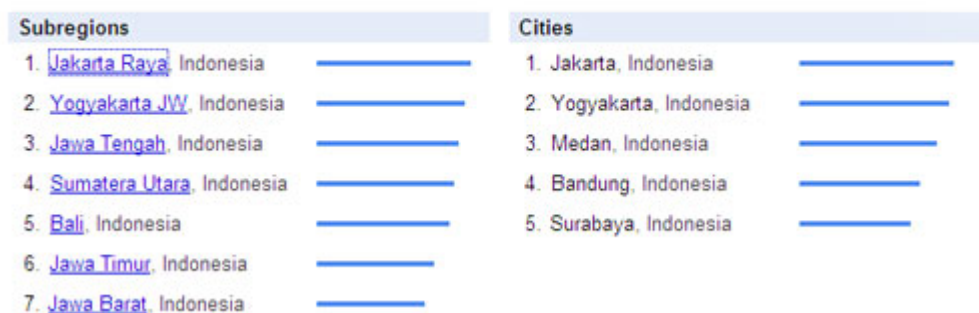 Subregions
1. Jakarta Raya, Indonesia
2. Yogyakarta JW, Indonesia
3. Jawa Tengah, Indonesia
4. Sumatera Utara, Indonesia
5. Bali, Indonesia
6. Jawa Timur, Indonesia
7. Jawa Barat, Indonesia
Cities
1. Jakarta, Indonesia
2. Yogyakarta, Indonesia
3. Medan, Indonesia
4. Bandung, Indonesia
5. Surabaya, Indonesia